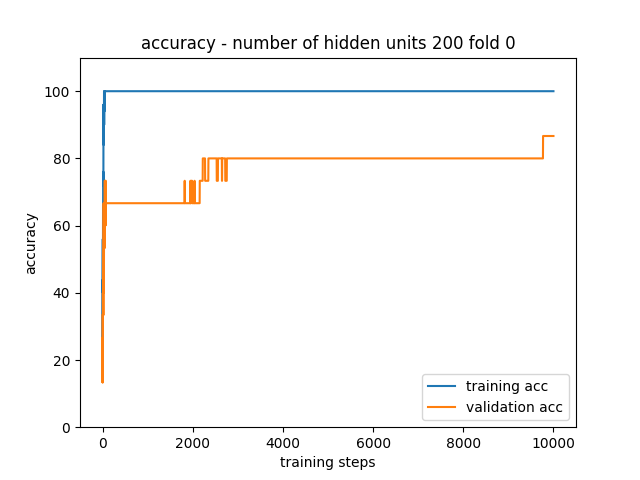 accuracy - number of hidden units 200 fold 0
100
80
60
40
20
0
accuracy
0 2000 4000 6000 8000 10000
training steps
training acc
validation acc